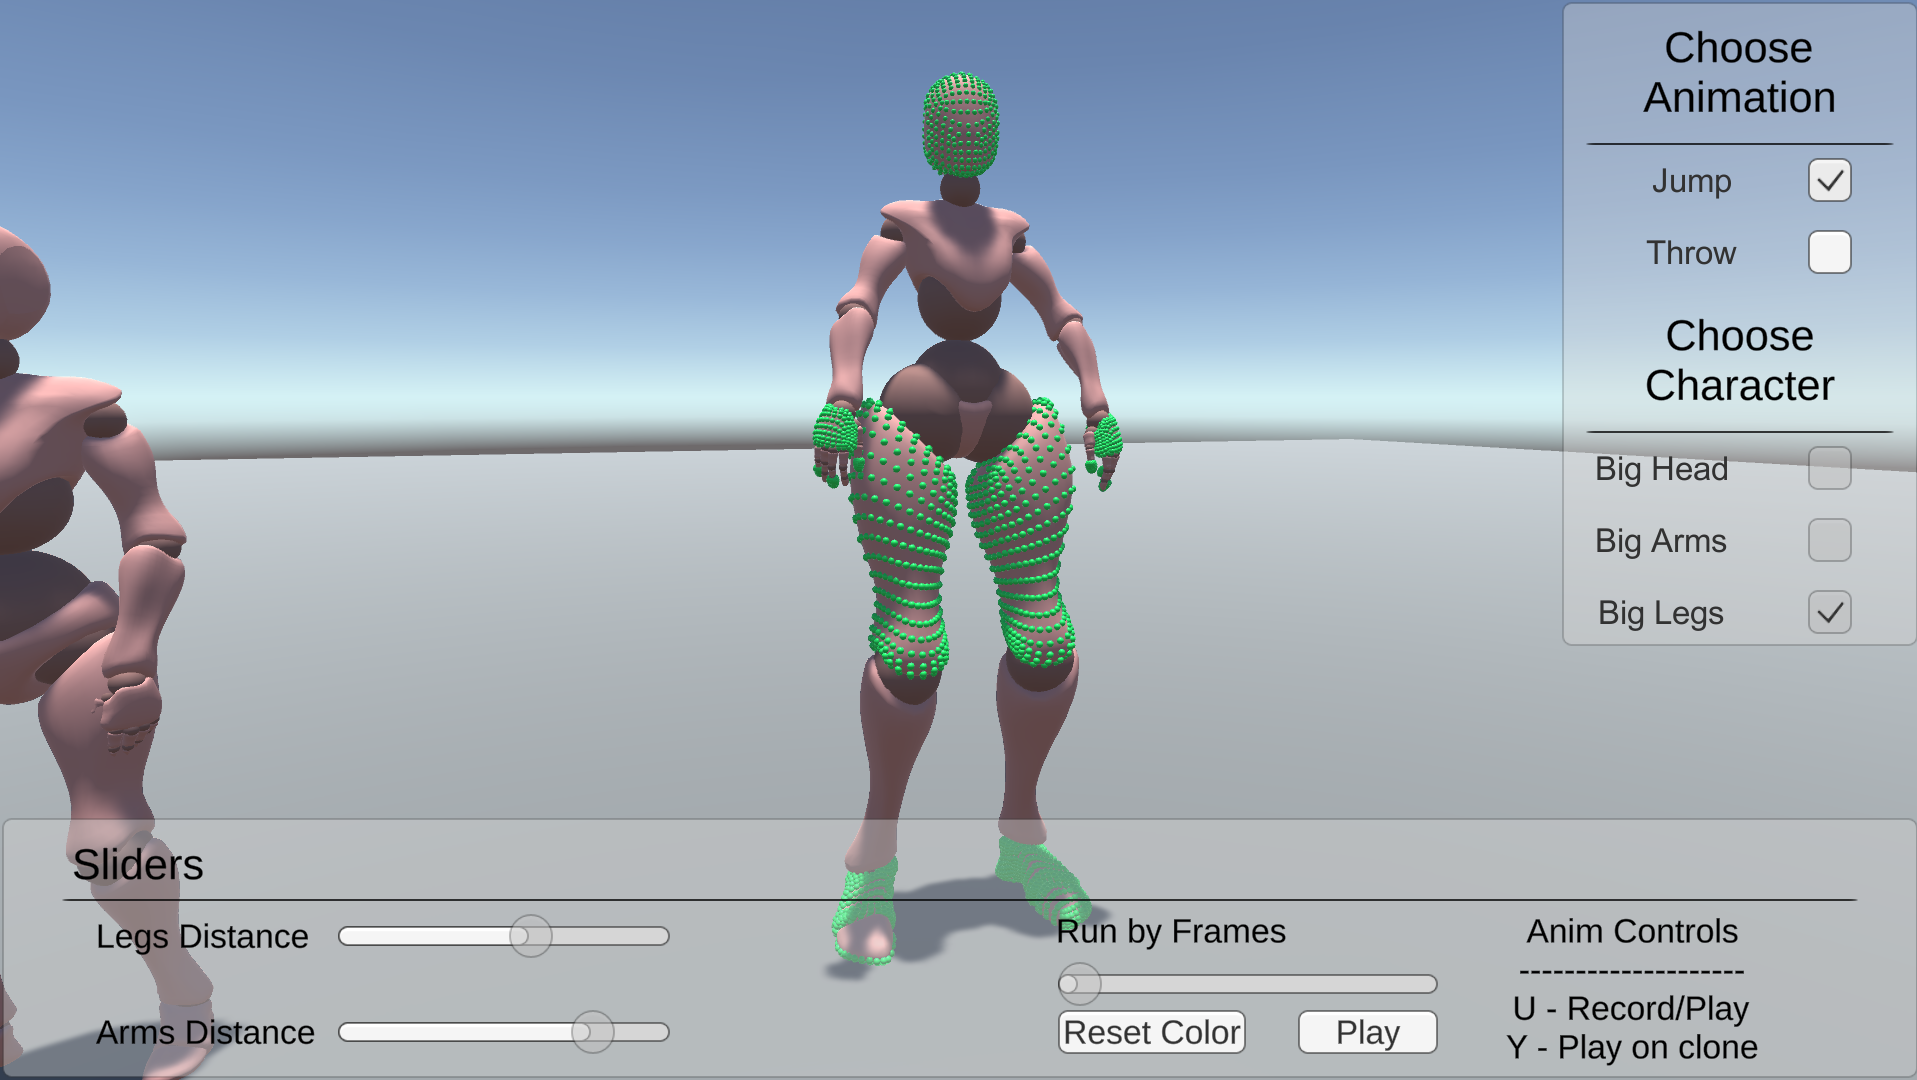 Choose
Animation
Jump
Throw
Choose
Character
Big Head
Big Arms
Big Legs
Sliders
Legs Distance
Arms Distance
Run by Frames
Reset Color
Play
Anim Controls
--------------------
U - Record/Play
Y - Play on clone